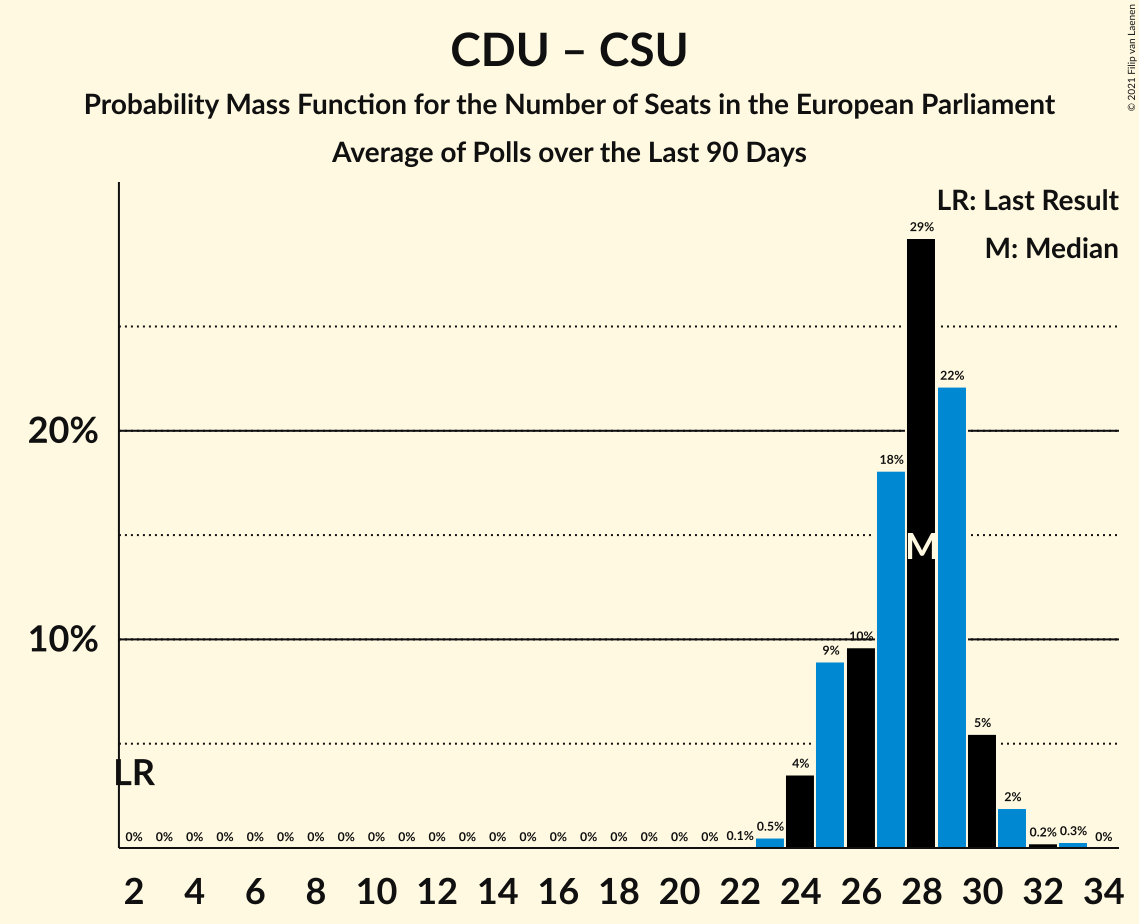 © 2021 Filip van Laenen
CDU – CSU
Probability Mass Function for the Number of Seats in the European Parliament
Average of Polls over the Last 90 Days
LR: Last Result
M: Median
20%
10%
LR
M
0% 0% 0% 0% 0% 0% 0% 0% 0% 0% 0% 0% 0% 0% 0% 0% 0% 0% 0% 0% 0.1% 0.5% 4% 9% 10% 18% 29% 22% 5% 2% 0.2% 0.3% 0%
2 4 6 8 10 12 14 16 18 20 22 24 26 28 30 32 34